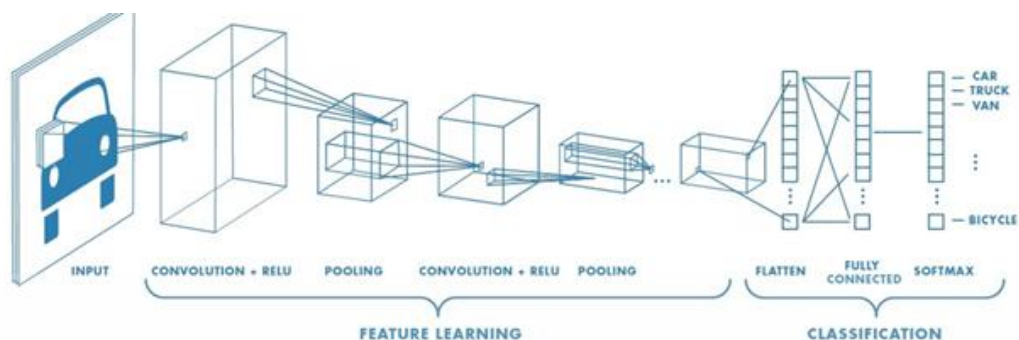 CAR
TRUCK
VAN
BICYCLE
INPUT
CONVOLUTION + RELU
POOLING
CONVOLUTION + RELU
POOLING
FLATTEN
FULLY
CONNECTED
SOFTMAX
FEATURE LEARNING
CLASSIFICATION